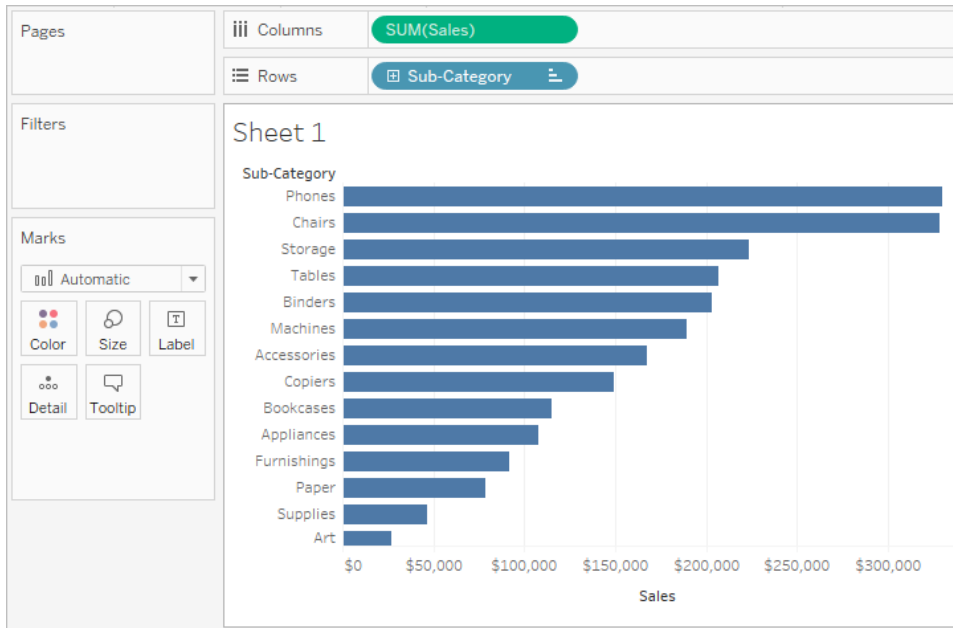 Pages
Columns
SUM(Sales)
Rows
Sub-Category
Filters
Marks
Automatic
Color
Size
T
Label
Detail
Tooltip
Sheet 1
Sub-Category
Phones
Chairs
Storage
Tables
Binders
Machines
Accessories
Copiers
Bookcases
Appliances
Furnishings
Paper
Supplies
Art
$0 $50,000 $100,000 $150,000 $200,000 $250,000 $300,000
Sales